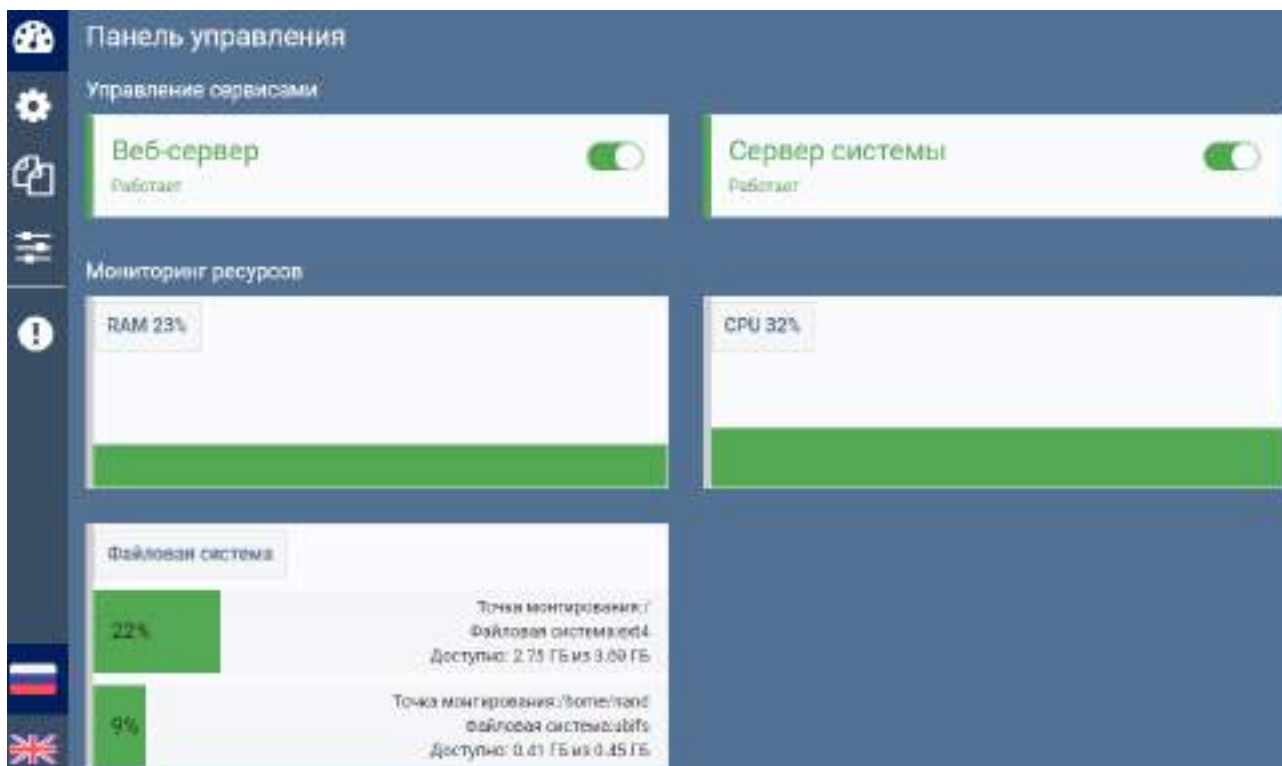 Панель управления
Управление сервисами
Веб-сервер
Работает
Сервер системы
Работает
Мониторинг ресурсов
RAM 23%
CPU 32%
Файловая система
22%
Точка монтирования:/
Файловая система:ext4
Доступно: 2.75 ГБ из 3.69 ГБ
9%
Точка монтирования:/home/nand
Файловая система:ubifs
Доступно: 0.41 ГБ из 0.45 ГБ